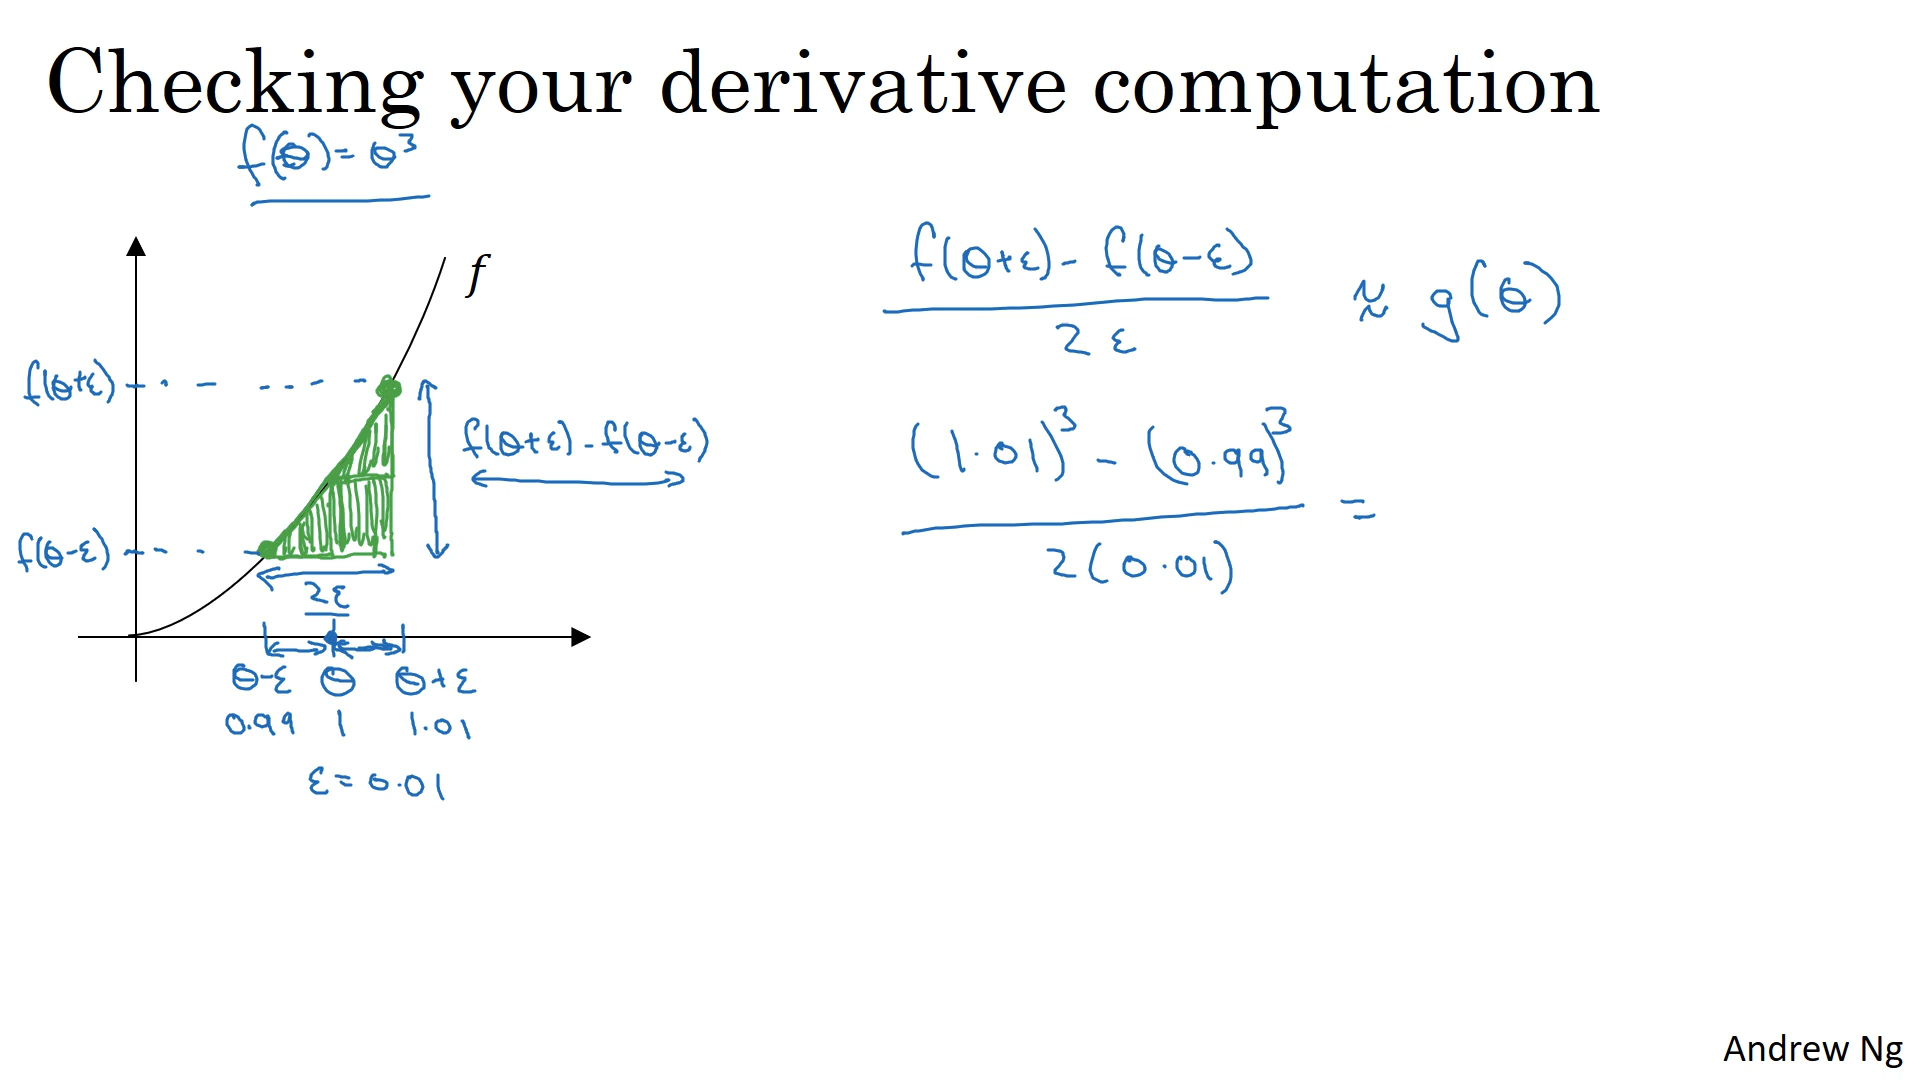 Checking your derivative computation
f(θ) = θ³
f
f(θ+ε) - f(θ-ε)
2ε
≈ g(θ)
f(θ+ε)
f(θ+ε) - f(θ-ε)
(1.01)³ - (0.99)³
2(0.01)
=
f(θ-ε)
2ε
θ-ε θ θ+ε
0.99 1 1.01
ε = 0.01
Andrew Ng